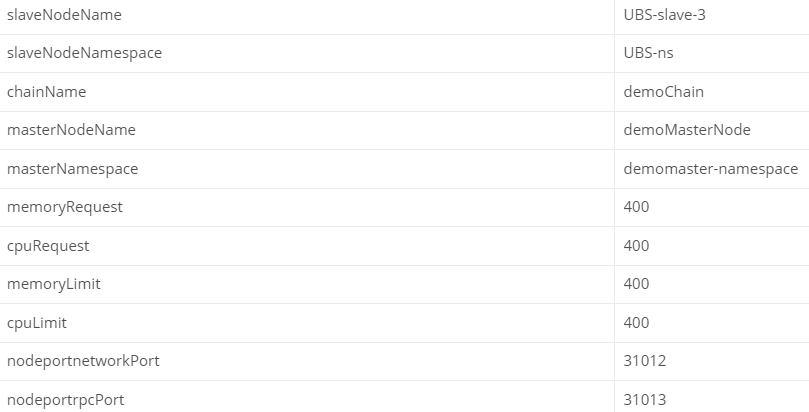 slaveNodeName UBS-slave-3
slaveNodeNamespace UBS-ns
chainName demoChain
masterNodeName demoMasterNode
masterNamespace demomaster-namespace
memoryRequest 400
cpuRequest 400
memoryLimit 400
cpuLimit 400
nodeportnetworkPort 31012
nodeportrpcPort 31013